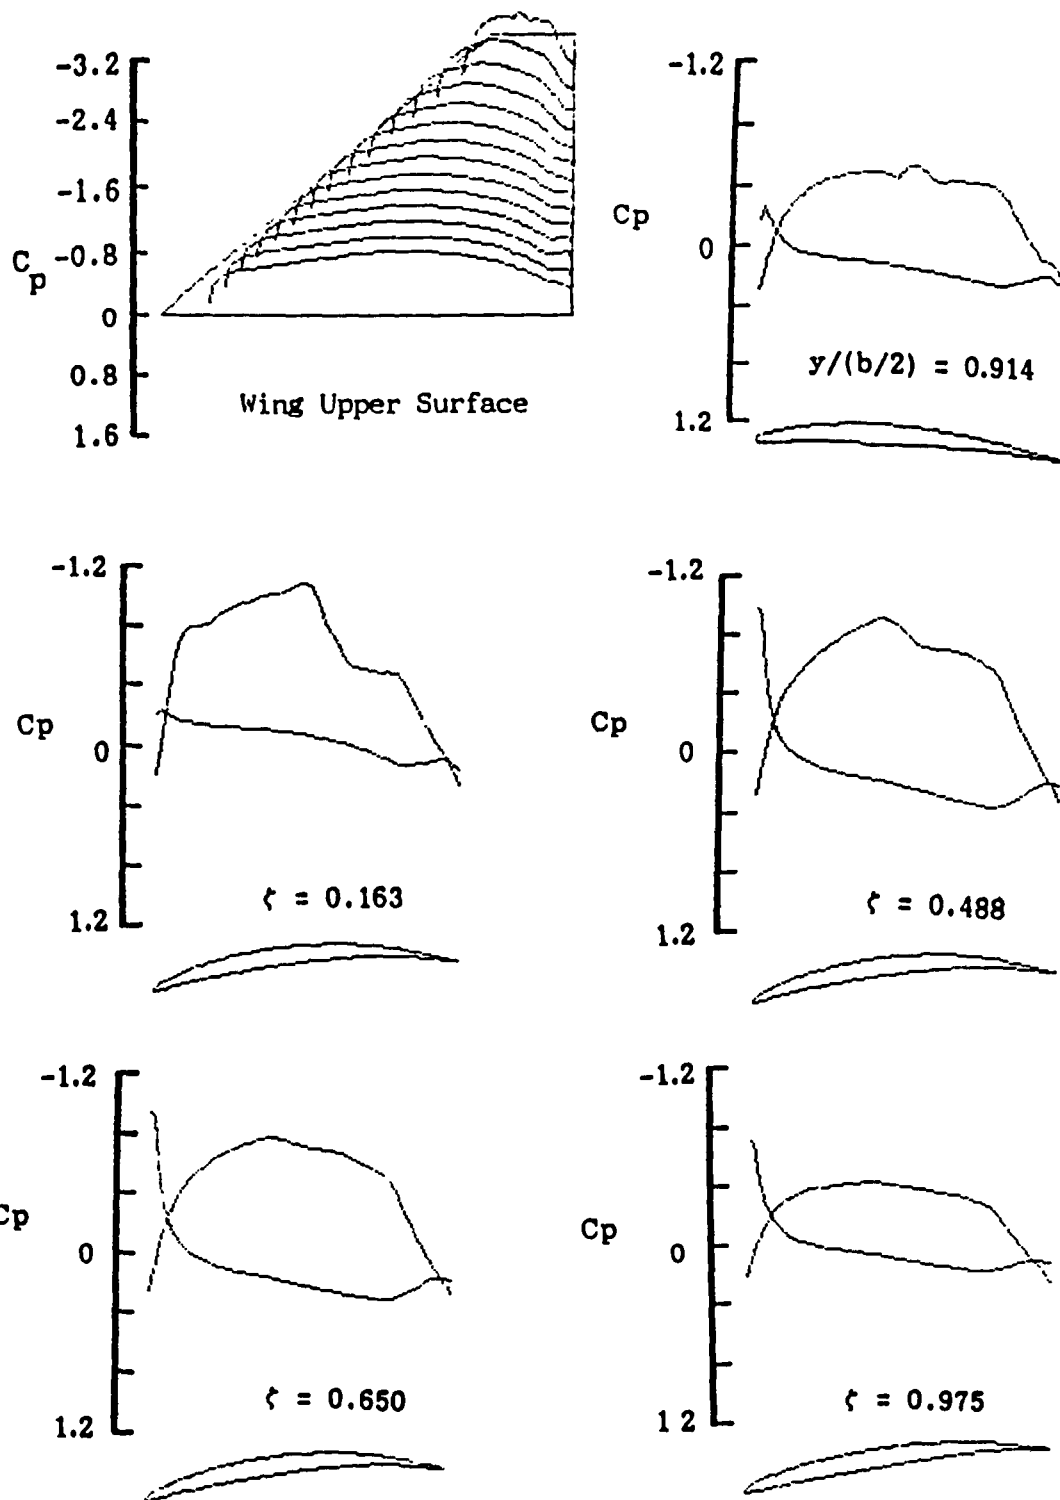 -3.2
-2.4
-1.6
-0.8
Cp
0
0.8
1.6
Wing Upper Surface
-1.2
Cp
0
1.2
y/(b/2) = 0.914
-1.2
Cp
0
1.2
ζ = 0.163
-1.2
Cp
0
1.2
ζ = 0.488
-1.2
Cp
0
1.2
ζ = 0.650
-1.2
Cp
0
1 2
ζ = 0.975